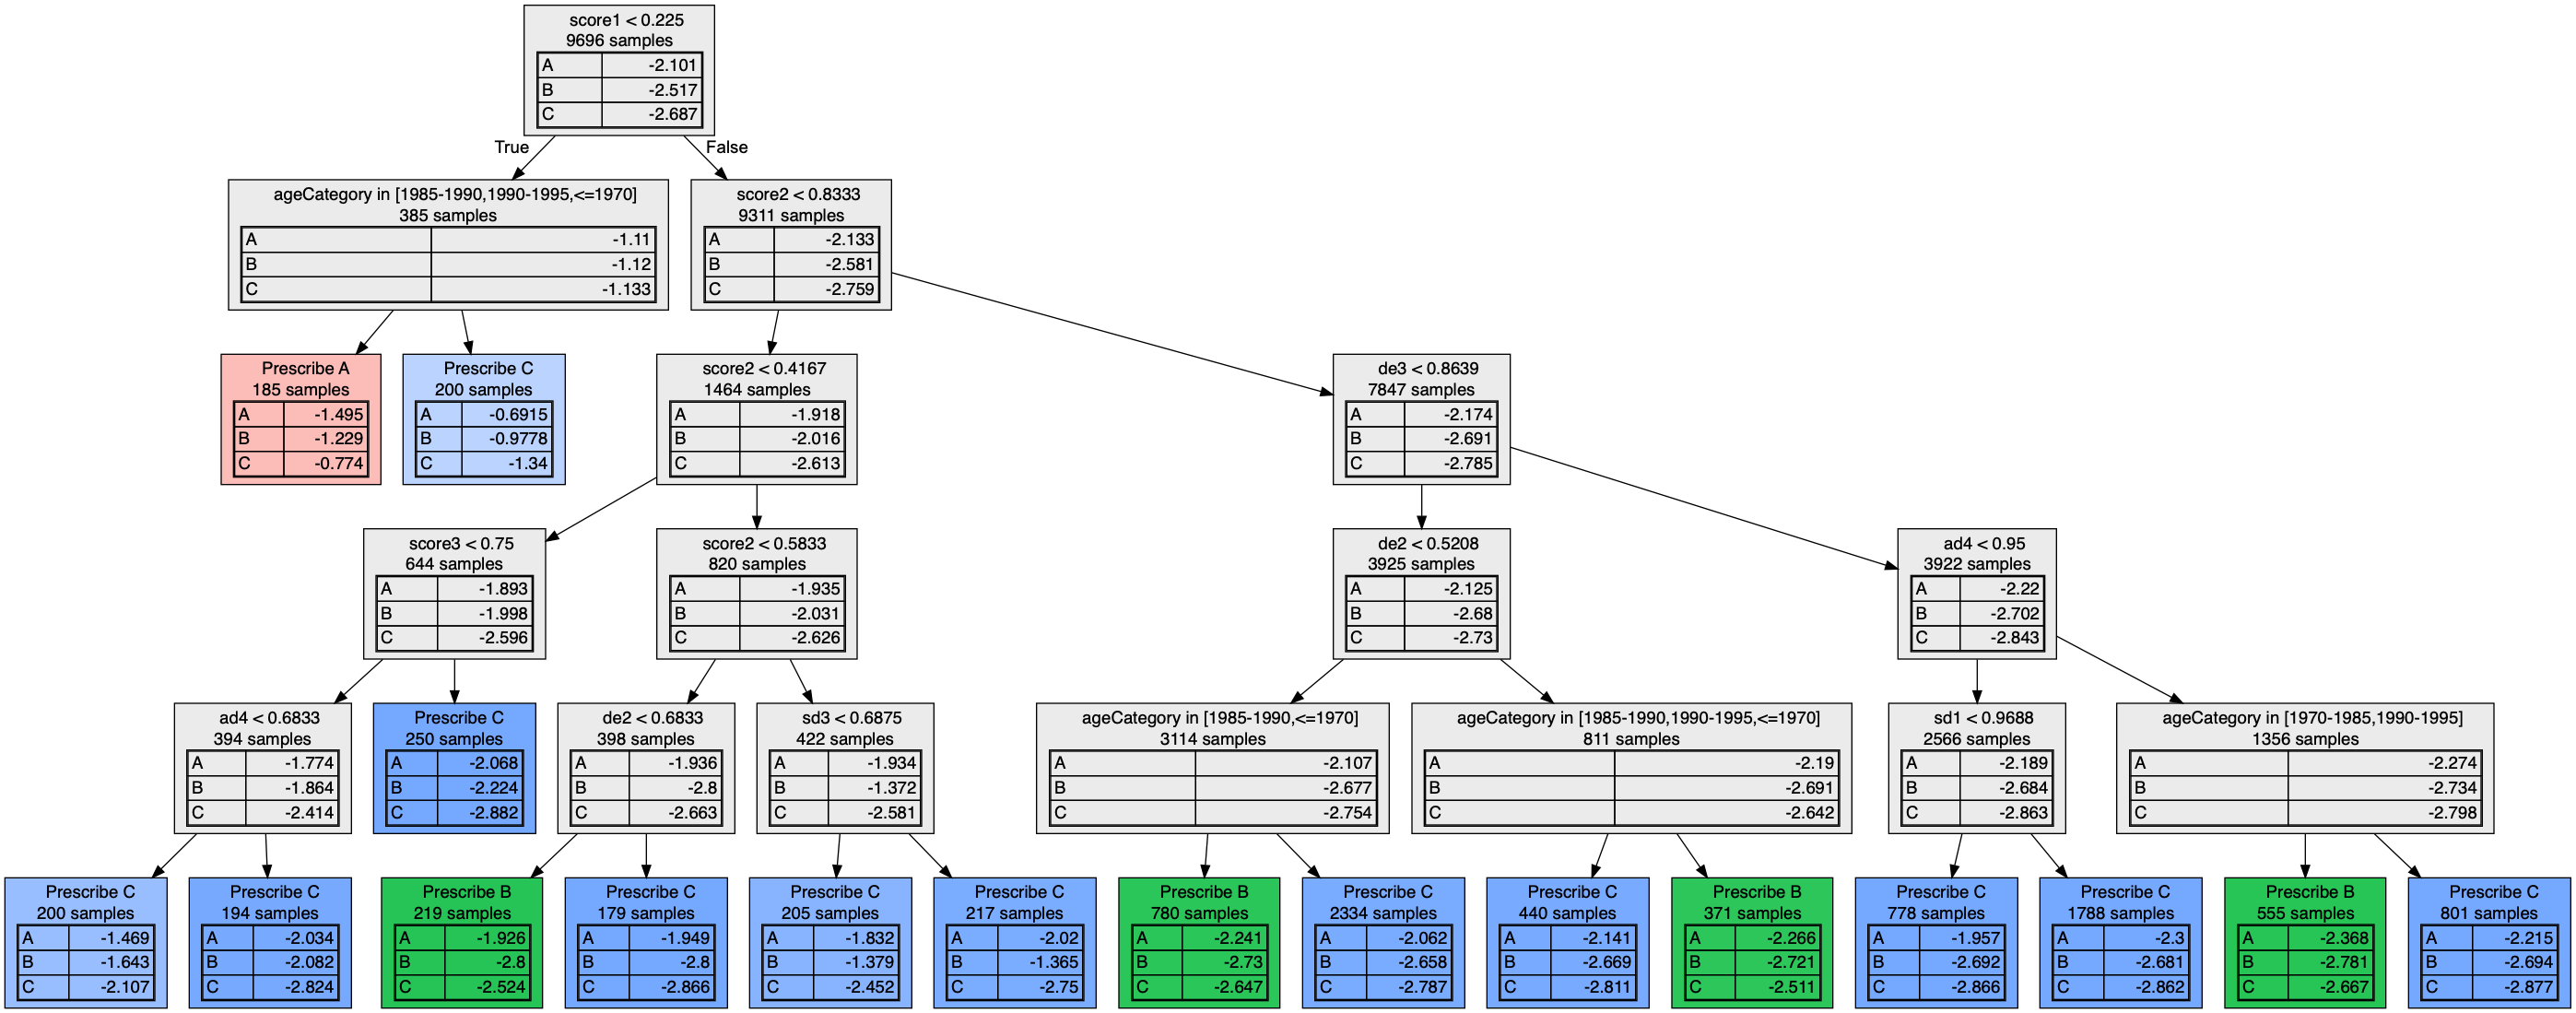 score1 < 0.225
9696 samples
A -2.101
B -2.517
C -2.687
True
False
ageCategory in [1985-1990,1990-1995,<=1970]
385 samples
A -1.11
B -1.12
C -1.133
score2 < 0.8333
9311 samples
A -2.133
B -2.581
C -2.759
Prescribe A
185 samples
A -1.495
B -1.229
C -0.774
Prescribe C
200 samples
A -0.6915
B -0.9778
C -1.34
score2 < 0.4167
1464 samples
A -1.918
B -2.016
C -2.613
de3 < 0.8639
7847 samples
A -2.174
B -2.691
C -2.785
score3 < 0.75
644 samples
A -1.893
B -1.998
C -2.596
score2 < 0.5833
820 samples
A -1.935
B -2.031
C -2.626
de2 < 0.5208
3925 samples
A -2.125
B -2.68
C -2.73
ad4 < 0.95
3922 samples
A -2.22
B -2.702
C -2.843
ad4 < 0.6833
394 samples
A -1.774
B -1.864
C -2.414
Prescribe C
250 samples
A -2.068
B -2.224
C -2.882
de2 < 0.6833
398 samples
A -1.936
B -2.8
C -2.663
sd3 < 0.6875
422 samples
A -1.934
B -1.372
C -2.581
ageCategory in [1985-1990,<=1970]
3114 samples
A -2.107
B -2.677
C -2.754
ageCategory in [1985-1990,1990-1995,<=1970]
811 samples
A -2.19
B -2.691
C -2.642
sd1 < 0.9688
2566 samples
A -2.189
B -2.684
C -2.863
ageCategory in [1970-1985,1990-1995]
1356 samples
A -2.274
B -2.734
C -2.798
Prescribe C
200 samples
A -1.469
B -1.643
C -2.107
Prescribe C
194 samples
A -2.034
B -2.082
C -2.824
Prescribe B
219 samples
A -1.926
B -2.8
C -2.524
Prescribe C
179 samples
A -1.949
B -2.8
C -2.866
Prescribe C
205 samples
A -1.832
B -1.379
C -2.452
Prescribe C
217 samples
A -2.02
B -1.365
C -2.75
Prescribe B
780 samples
A -2.241
B -2.73
C -2.647
Prescribe C
2334 samples
A -2.062
B -2.658
C -2.787
Prescribe C
440 samples
A -2.141
B -2.669
C -2.811
Prescribe B
371 samples
A -2.266
B -2.721
C -2.511
Prescribe C
778 samples
A -1.957
B -2.692
C -2.866
Prescribe C
1788 samples
A -2.3
B -2.681
C -2.862
Prescribe B
555 samples
A -2.368
B -2.781
C -2.667
Prescribe C
801 samples
A -2.215
B -2.694
C -2.877